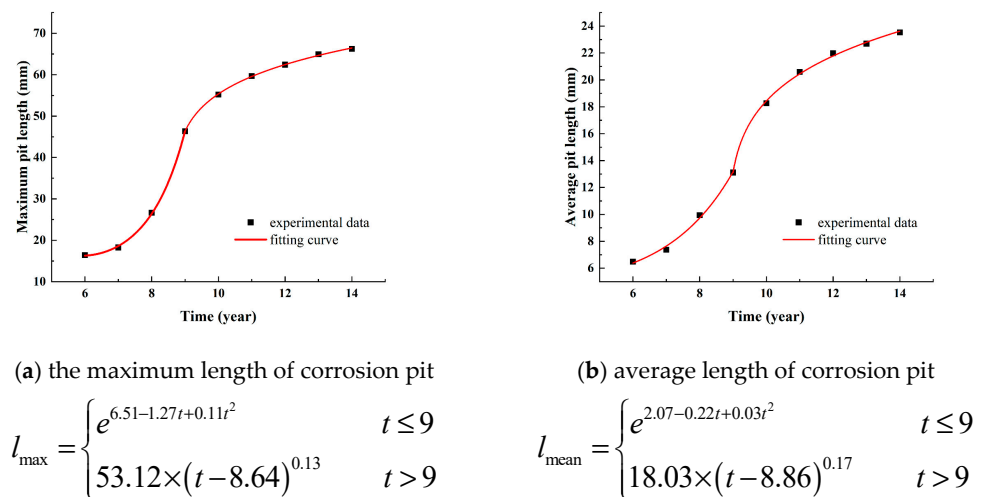 Maximum pit length (mm)
70
60
50
40
30
20
10
6 8 10 12 14
Time (year)
experimental data
fitting curve
(a) the maximum length of corrosion pit
l_max = { e^{6.51−1.27t+0.11t^2} t ≤ 9
53.12×(t−8.64)^{0.13} t > 9
Average pit length (mm)
24
22
20
18
16
14
12
10
8
6
6 8 10 12 14
Time (year)
experimental data
fitting curve
(b) average length of corrosion pit
l_mean = { e^{2.07−0.22t+0.03t^2} t ≤ 9
18.03×(t−8.86)^{0.17} t > 9